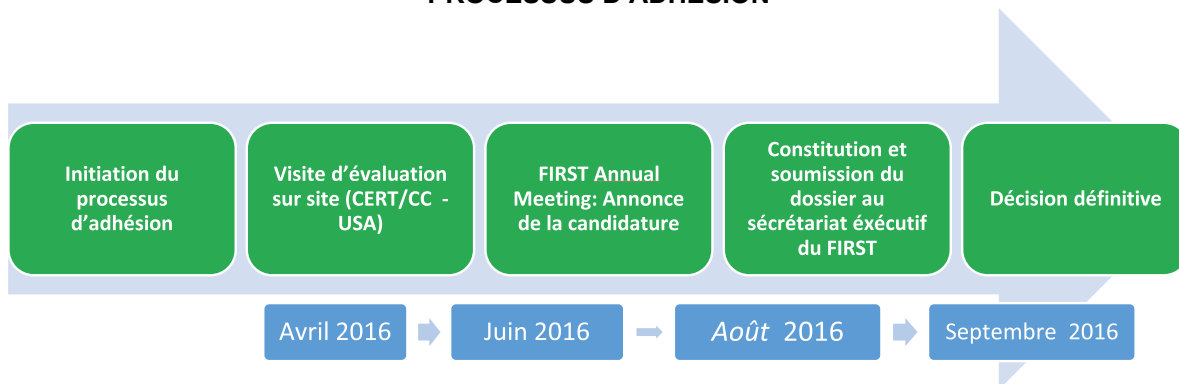 PROCESSUS D'ADHÉSION
Initiation du
processus
d'adhésion
Visite d'évaluation
sur site (CERT/CC -
USA)
FIRST Annual
Meeting: Annonce
de la candidature
Constitution et
soumission du
dossier au
sécrétariat éxécutif
du FIRST
Décision définitive
Avril 2016
Juin 2016
Août 2016
Septembre 2016